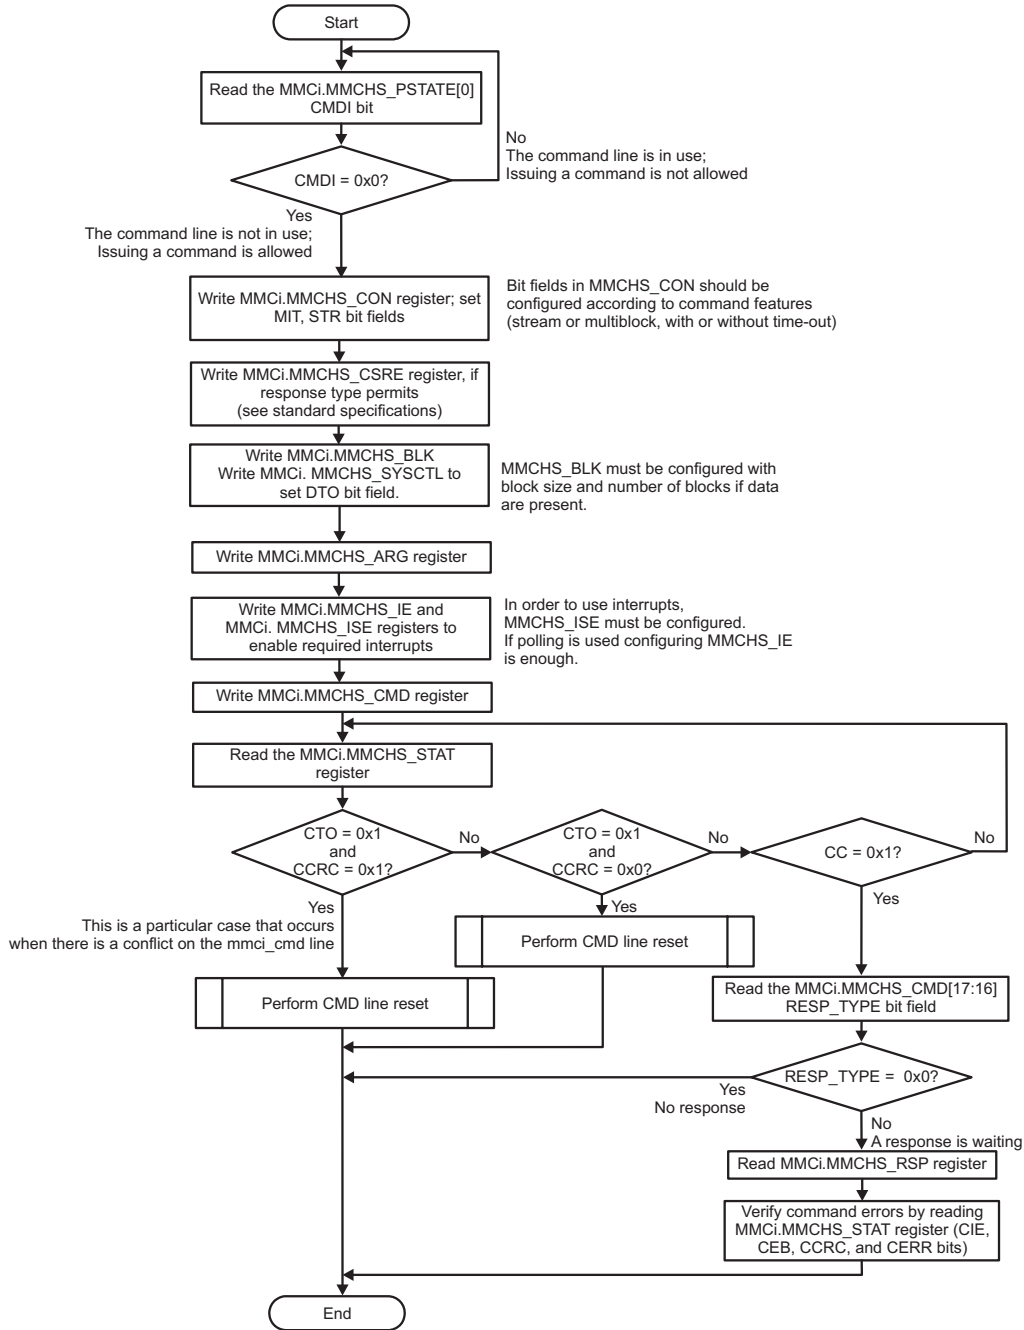 Start
Read the MMCi.MMCHS_PSTATE[0]
CMDI bit
No
The command line is in use;
Issuing a command is not allowed
CMDI = 0x0?
Yes
The command line is not in use;
Issuing a command is allowed
Write MMCi.MMCHS_CON register; set
MIT, STR bit fields
Bit fields in MMCHS_CON should be
configured according to command features
(stream or multiblock, with or without time-out)
Write MMCi.MMCHS_CSRE register, if
response type permits
(see standard specifications)
Write MMCi.MMCHS_BLK
Write MMCi. MMCHS_SYSCTL to
set DTO bit field.
MMCHS_BLK must be configured with
block size and number of blocks if data
are present.
Write MMCi.MMCHS_ARG register
Write MMCi.MMCHS_IE and
MMCi. MMCHS_ISE registers to
enable required interrupts
In order to use interrupts,
MMCHS_ISE must be configured.
If polling is used configuring MMCHS_IE
is enough.
Write MMCi.MMCHS_CMD register
Read the MMCi.MMCHS_STAT
register
CTO = 0x1
and
CCRC = 0x1?
No
CTO = 0x1
and
CCRC = 0x0?
No
CC = 0x1?
No
Yes
This is a particular case that occurs
when there is a conflict on the mmci_cmd line
Yes
Yes
Perform CMD line reset
Perform CMD line reset
Read the MMCi.MMCHS_CMD[17:16]
RESP_TYPE bit field
RESP_TYPE = 0x0?
Yes
No response
No
A response is waiting
Read MMCi.MMCHS_RSP register
Verify command errors by reading
MMCi.MMCHS_STAT register (CIE,
CEB, CCRC, and CERR bits)
End